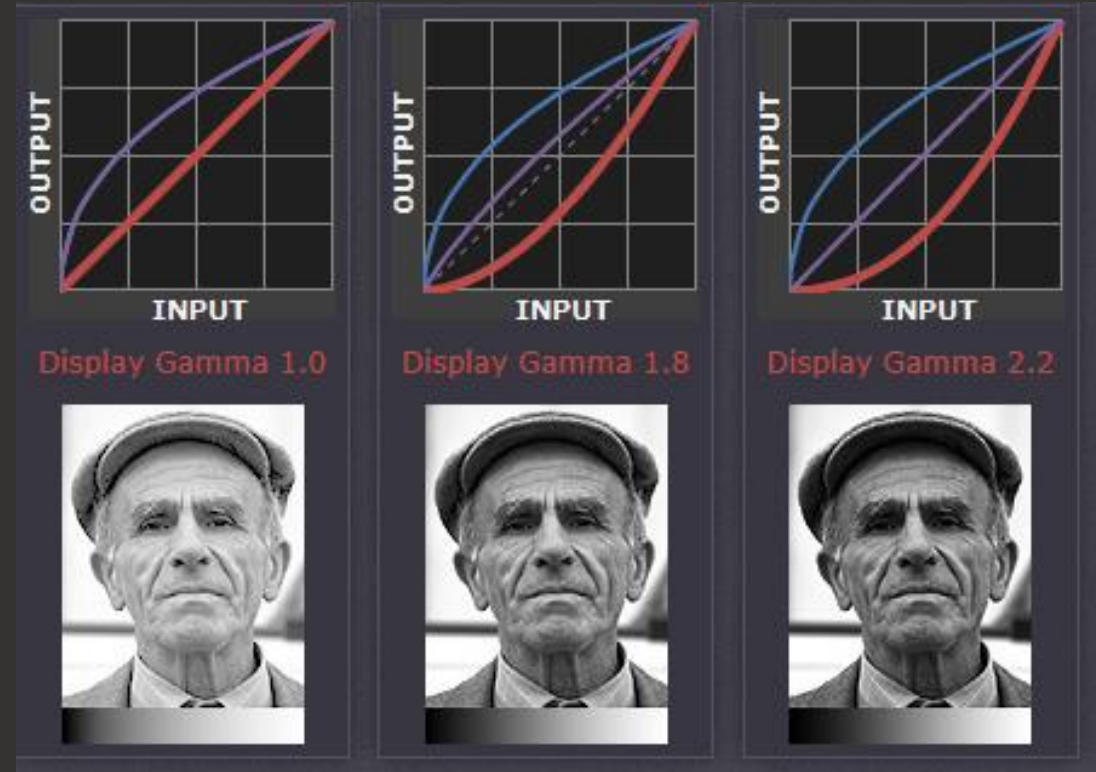 OUTPUT
INPUT
Display Gamma 1.0
OUTPUT
INPUT
Display Gamma 1.8
OUTPUT
INPUT
Display Gamma 2.2